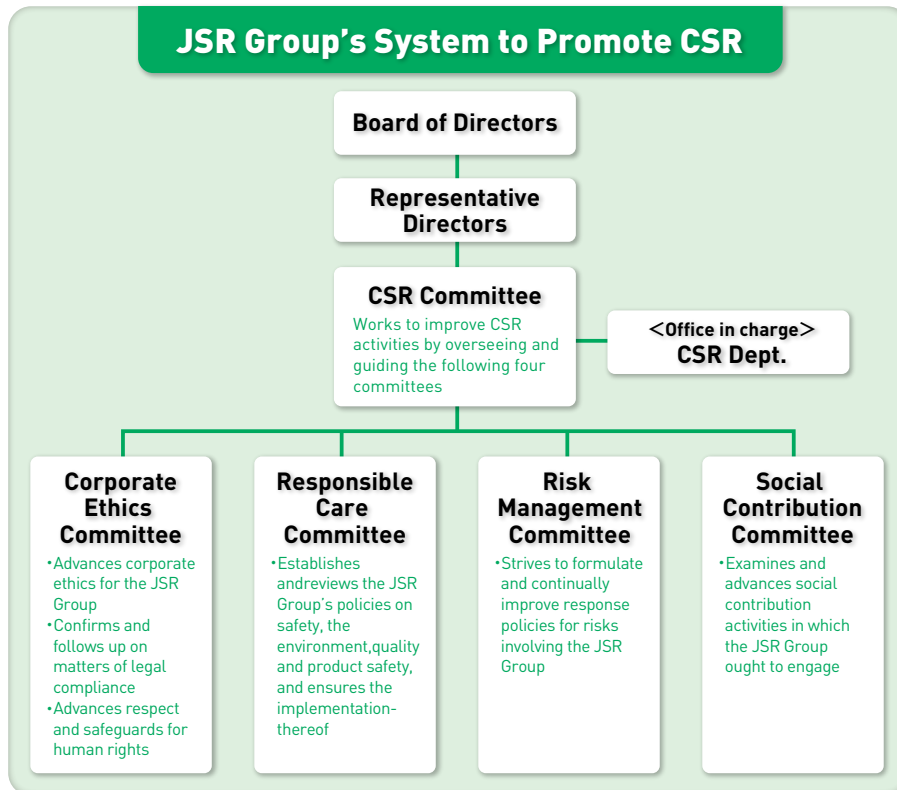 JSR Group's System to Promote CSR
Board of Directors
Representative
Directors
CSR Committee
Works to improve CSR
activities by overseeing and
guiding the following four
committees
<Office in charge>
CSR Dept.
Corporate
Ethics
Committee
・Advances corporate
ethics for the JSR
Group
・Confirms and
follows up on
matters of legal
compliance
・Advances respect
and safeguards for
human rights
Responsible
Care
Committee
・Establishes
andreviews the JSR
Group's policies on
safety, the
environment,quality
and product safety,
and ensures the
implementation-
thereof
Risk
Management
Committee
・Strives to formulate
and continually
improve response
policies for risks
involving the JSR
Group
Social
Contribution
Committee
・Examines and
advances social
contribution
activities in which
the JSR Group
ought to engage